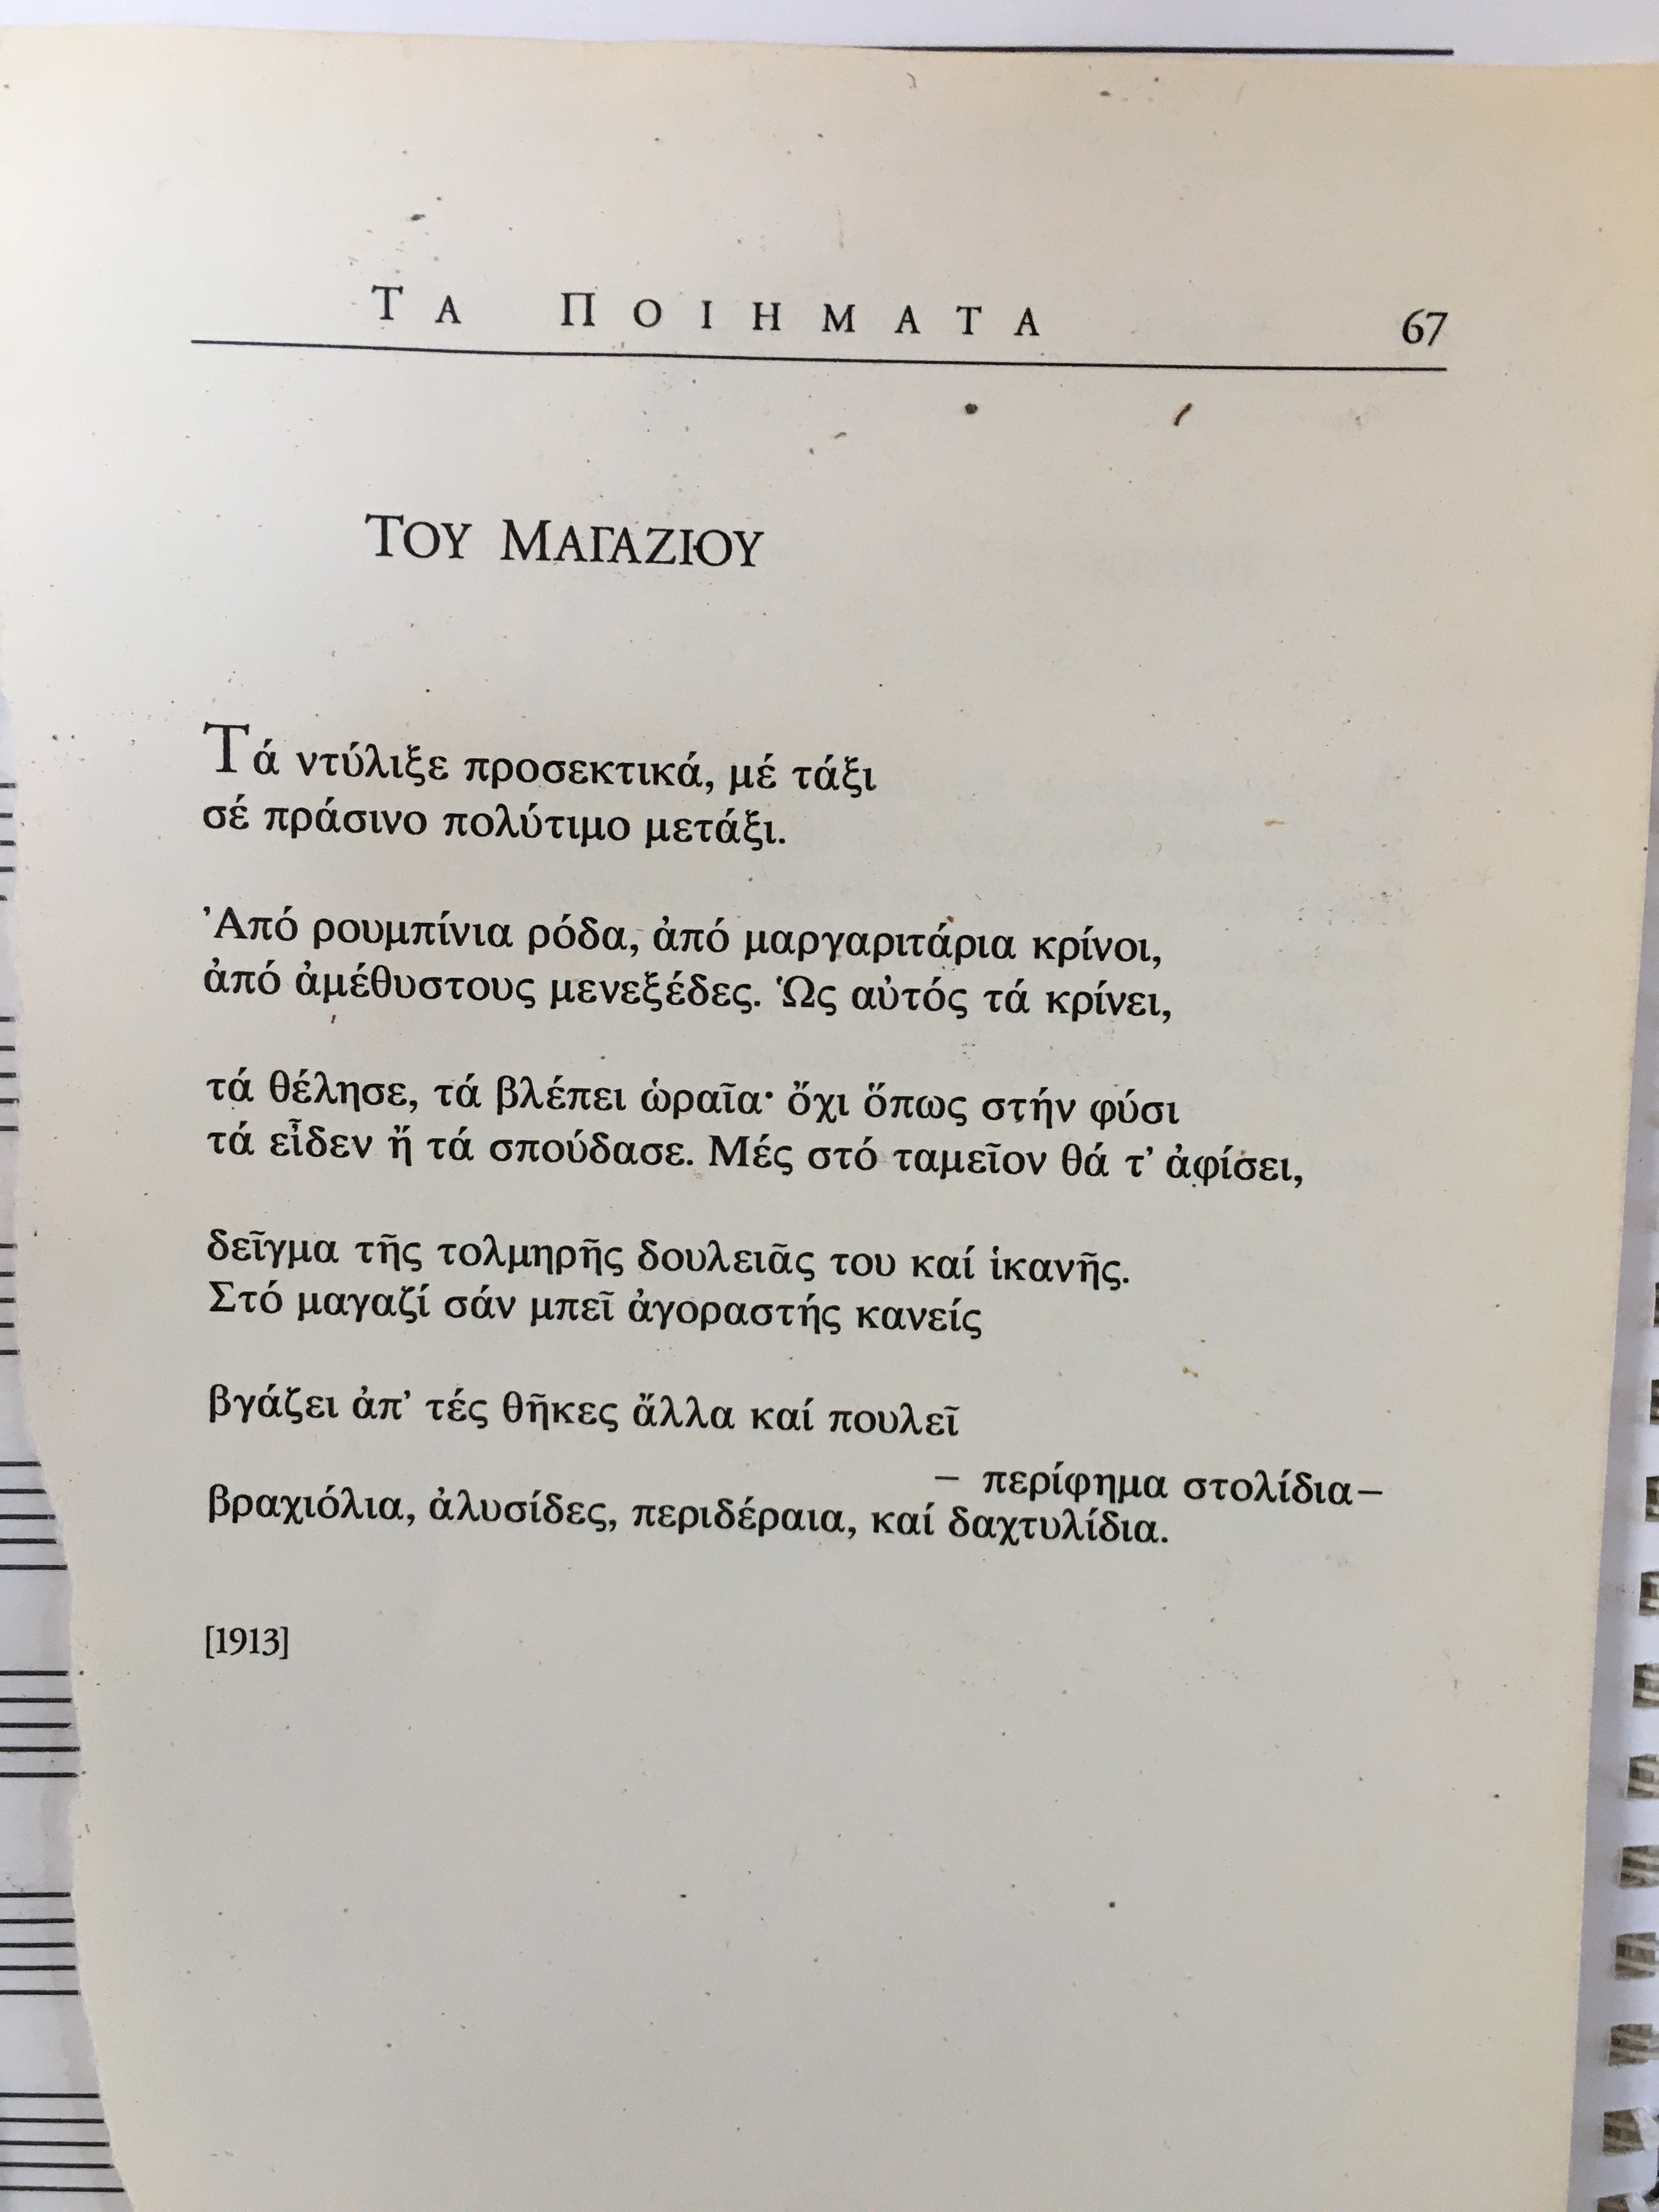 ΤΑ ΠΟΙΗΜΑΤΑ 67
ΤΟΥ ΜΑΓΑΖΙΟΥ
Τά ντύλιξε προσεκτικά, μέ τάξι
σέ πράσινο πολύτιμο μετάξι.
Ἀπό ρουμπίνια ρόδα, ἀπό μαργαριτάρια κρίνοι,
ἀπό ἀμέθυστους μενεξέδες. Ὡς αὐτός τά κρίνει,
τά θέλησε, τά βλέπει ὡραῖα· ὄχι ὅπως στήν φύσι
τά εἶδεν ἤ τά σπούδασε. Μές στό ταμεῖον θά τ’ ἀφίσει,
δεῖγμα τῆς τολμηρῆς δουλειᾶς του καί ἱκανῆς.
Στό μαγαζί σάν μπεῖ ἀγοραστής κανείς
βγάζει ἀπ’ τές θῆκες ἄλλα καί πουλεῖ
– περίφημα στολίδια–
βραχιόλια, ἀλυσίδες, περιδέραια, καί δαχτυλίδια.
[1913]